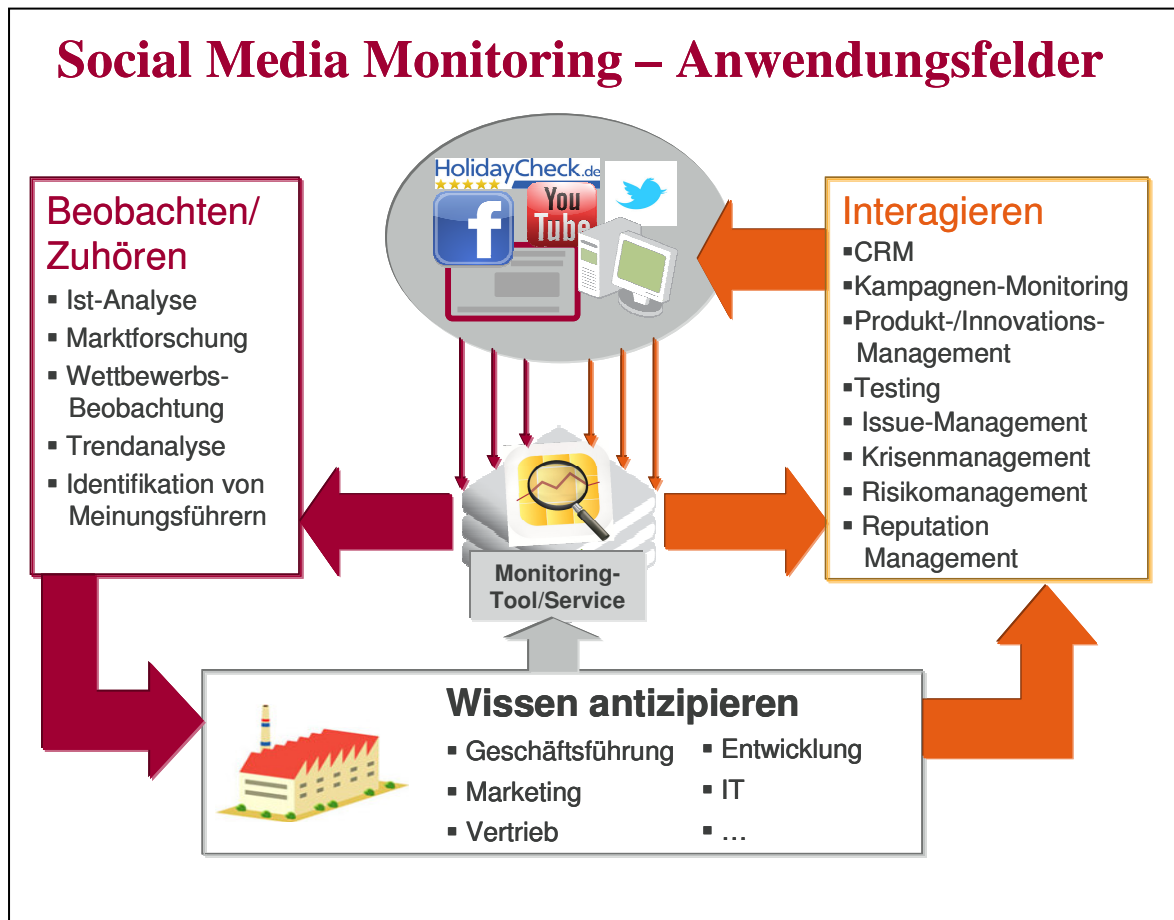 Social Media Monitoring – Anwendungsfelder
HolidayCheck.de
f
You
Tube
Beobachten/
Zuhören
▪ Ist-Analyse
▪ Marktforschung
▪ Wettbewerbs-
Beobachtung
▪ Trendanalyse
▪ Identifikation von
Meinungsführern
Interagieren
▪CRM
▪Kampagnen-Monitoring
▪Produkt-/Innovations-
Management
▪Testing
▪ Issue-Management
▪ Krisenmanagement
▪ Risikomanagement
▪ Reputation
Management
Monitoring-
Tool/Service
Wissen antizipieren
▪ Geschäftsführung
▪ Marketing
▪ Vertrieb
▪ Entwicklung
▪ IT
▪ …